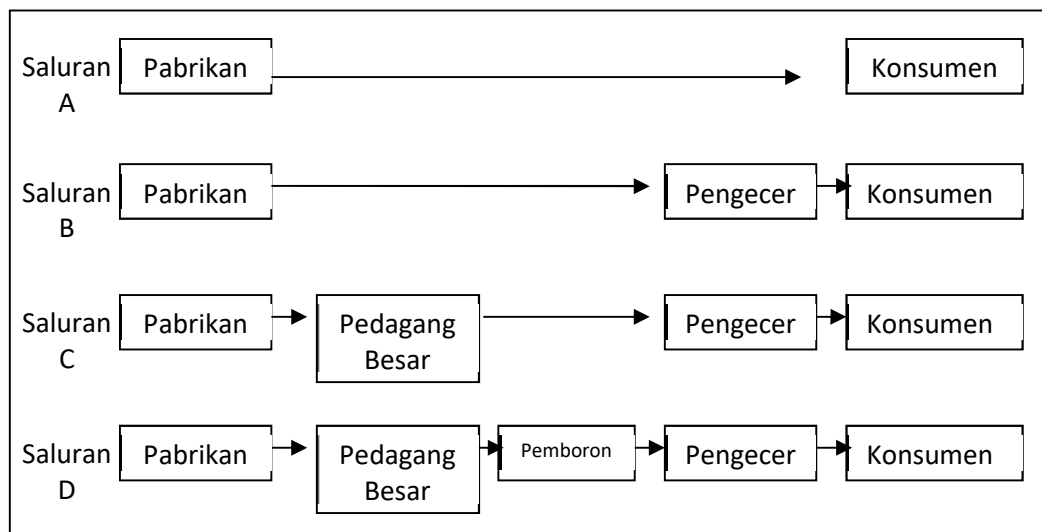 Saluran
A
Pabrikan
Konsumen
Saluran
B
Pabrikan
Pengecer
Konsumen
Saluran
C
Pabrikan
Pedagang
Besar
Pengecer
Konsumen
Saluran
D
Pabrikan
Pedagang
Besar
Pemboron
Pengecer
Konsumen